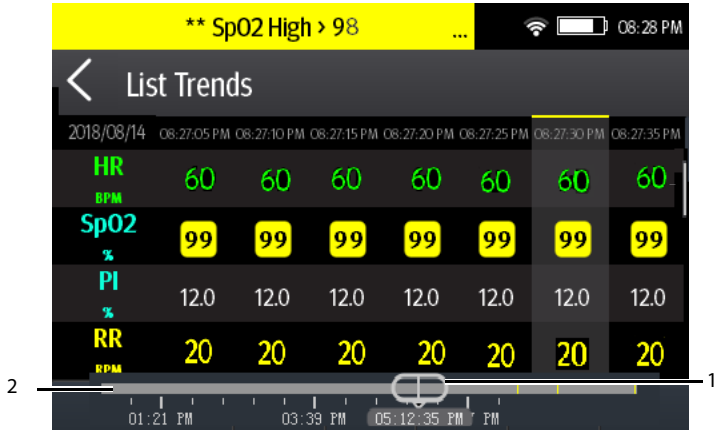 ** SpO2 High > 98 ... 08:28 PM
List Trends
2018/08/14 08:27:05 PM 08:27:10 PM 08:27:15 PM 08:27:20 PM 08:27:25 PM 08:27:30 PM 08:27:35 PM
HR 60 60 60 60 60 60 60
BPM
SpO2 99 99 99 99 99 99 99
%
PI 12.0 12.0 12.0 12.0 12.0 12.0 12.0
%
RR 20 20 20 20 20 20 20
RPM
2 1
01:21 PM 03:39 PM 05:12:35 PM PM